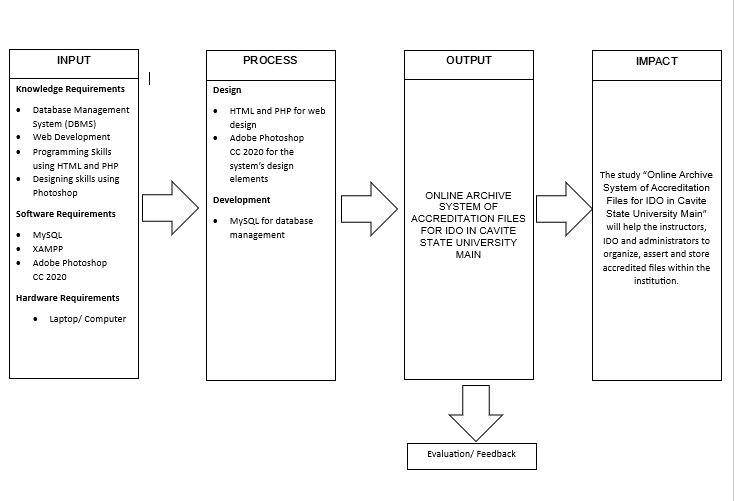 INPUT
Knowledge Requirements
• Database Management
System (DBMS)
• Web Development
• Programming Skills
using HTML and PHP
• Designing skills using
Photoshop
Software Requirements
• MySQL
• XAMPP
• Adobe Photoshop
CC 2020
Hardware Requirements
• Laptop/ Computer
PROCESS
Design
• HTML and PHP for web
design
• Adobe Photoshop
CC 2020 for the
system's design
elements
Development
• MySQL for database
management
OUTPUT
ONLINE ARCHIVE
SYSTEM OF
ACCREDITATION FILES
FOR IDO IN CAVITE
STATE UNIVERSITY
MAIN
IMPACT
The study “Online Archive
System of Accreditation
Files for IDO in Cavite
State University Main”
will help the instructors,
IDO and administrators to
organize, assert and store
accredited files within the
institution.
Evaluation/ Feedback